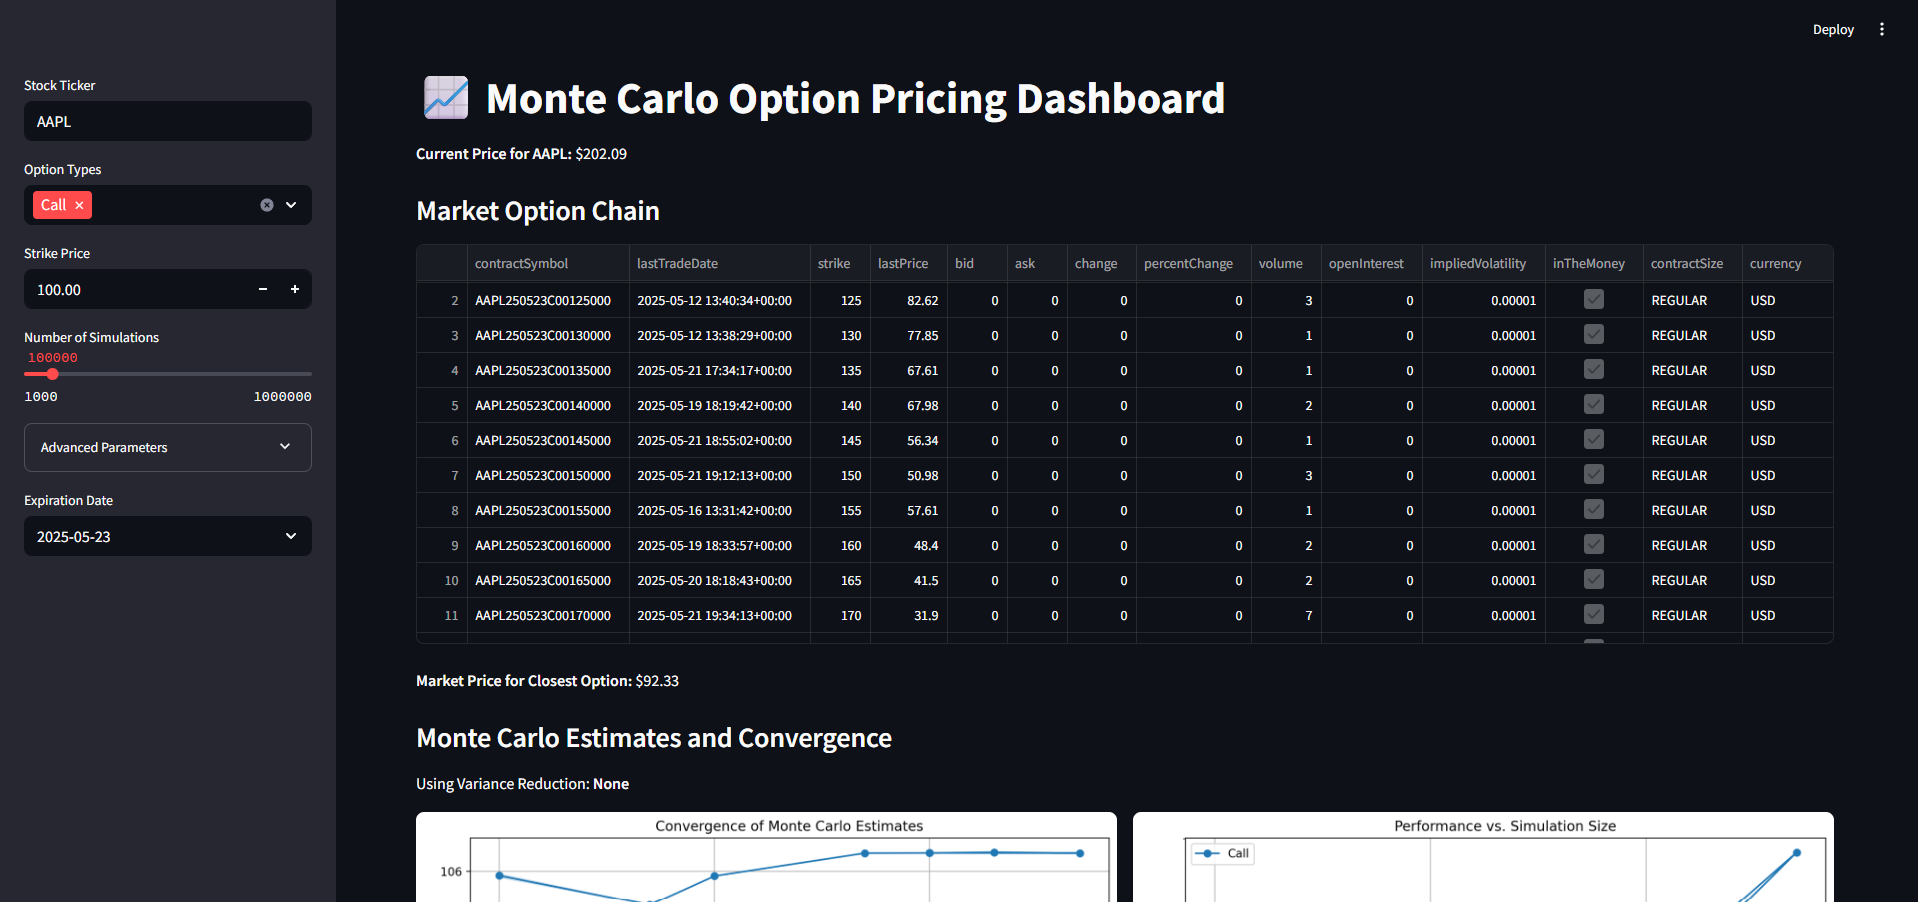 Deploy
Stock Ticker
AAPL
Option Types
Call ×
Strike Price
100.00
Number of Simulations
100000
1000 1000000
Advanced Parameters
Expiration Date
2025-05-23
Monte Carlo Option Pricing Dashboard
Current Price for AAPL: $202.09
Market Option Chain
contractSymbol lastTradeDate strike lastPrice bid ask change percentChange volume openInterest impliedVolatility inTheMoney contractSize currency
2 AAPL250523C00125000 2025-05-12 13:40:34+00:00 125 82.62 0 0 0 0 3 0 0.00001 REGULAR USD
3 AAPL250523C00130000 2025-05-12 13:38:29+00:00 130 77.85 0 0 0 0 1 0 0.00001 REGULAR USD
4 AAPL250523C00135000 2025-05-21 17:34:17+00:00 135 67.61 0 0 0 0 1 0 0.00001 REGULAR USD
5 AAPL250523C00140000 2025-05-19 18:19:42+00:00 140 67.98 0 0 0 0 2 0 0.00001 REGULAR USD
6 AAPL250523C00145000 2025-05-21 18:55:02+00:00 145 56.34 0 0 0 0 1 0 0.00001 REGULAR USD
7 AAPL250523C00150000 2025-05-21 19:12:13+00:00 150 50.98 0 0 0 0 3 0 0.00001 REGULAR USD
8 AAPL250523C00155000 2025-05-16 13:31:42+00:00 155 57.61 0 0 0 0 1 0 0.00001 REGULAR USD
9 AAPL250523C00160000 2025-05-19 18:33:57+00:00 160 48.4 0 0 0 0 2 0 0.00001 REGULAR USD
10 AAPL250523C00165000 2025-05-20 18:18:43+00:00 165 41.5 0 0 0 0 2 0 0.00001 REGULAR USD
11 AAPL250523C00170000 2025-05-21 19:34:13+00:00 170 31.9 0 0 0 0 7 0 0.00001 REGULAR USD
Market Price for Closest Option: $92.33
Monte Carlo Estimates and Convergence
Using Variance Reduction: None
Convergence of Monte Carlo Estimates
106
Performance vs. Simulation Size
Call